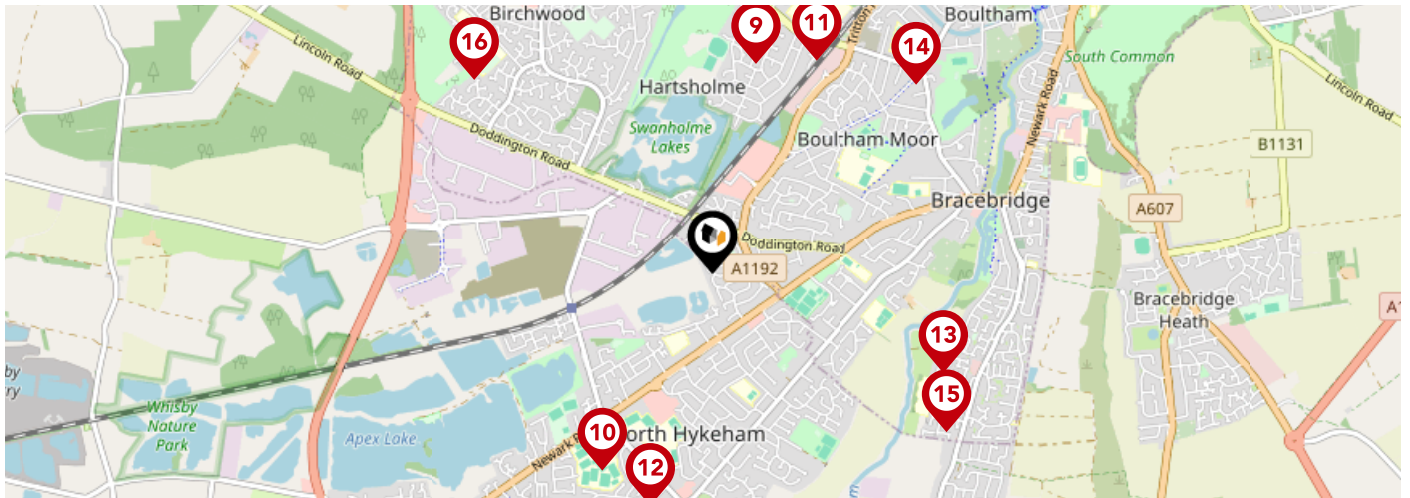 Birchwood
16
9
11
14
Boultham
Tritton
South Common
Lincoln Road
Lincoln Road
Hartsholme
Swanholme
Lakes
Newark Road
Doddington Road
Boultham Moor
B1131
Bracebridge
A607
Doddington Road
A1192
Bracebridge
Heath
13
15
Whisby
Nature
Park
Apex Lake
10
North Hykeham
Newark
12